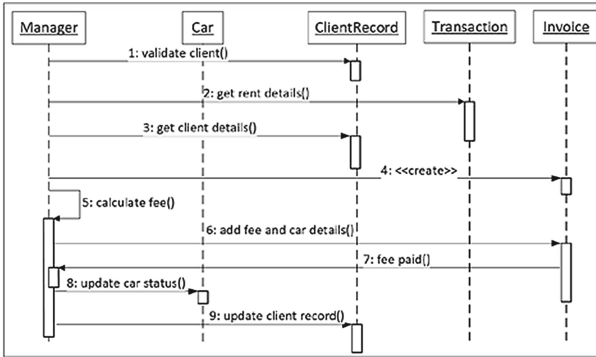 Manager Car ClientRecord Transaction Invoice
1: validate client()
2: get rent details()
3: get client details()
4: <<create>>
5: calculate fee()
6: add fee and car details()
7: fee paid()
8: update car status()
9: update client record()